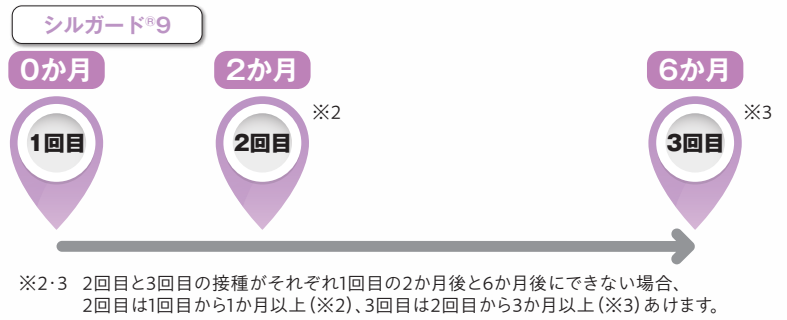 シルガード®9
0か月 2か月 6か月
※2 ※3
1回目 2回目 3回目
※2・3 2回目と3回目の接種がそれぞれ1回目の2か月後と6か月後にできない場合、
2回目は1回目から1か月以上(※2)、3回目は2回目から3か月以上(※3)あけます。